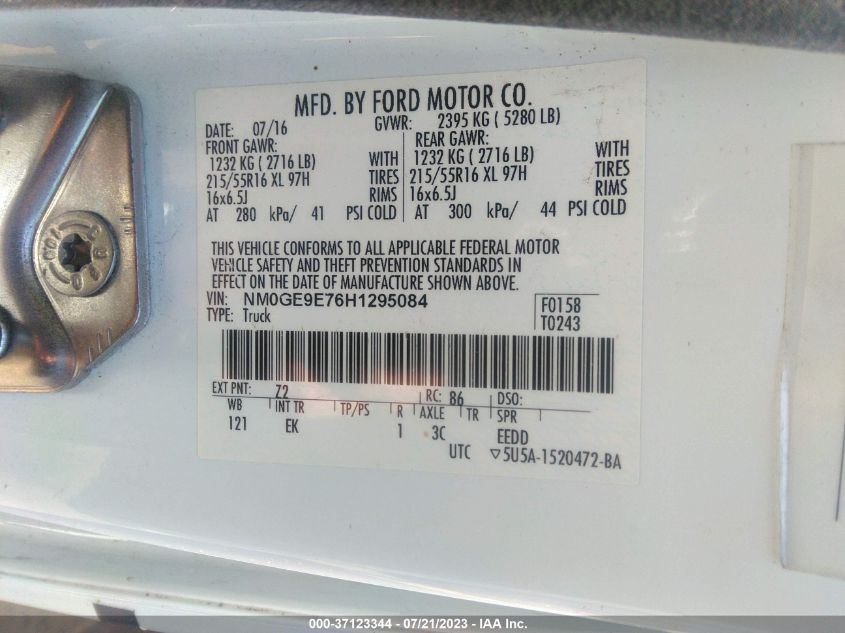 MFD. BY FORD MOTOR CO.
DATE: 07/16 GVWR: 2395 KG ( 5280 LB)
FRONT GAWR: REAR GAWR:
1232 KG ( 2716 LB) WITH 1232 KG ( 2716 LB) WITH
215/55R16 XL 97H TIRES 215/55R16 XL 97H TIRES
16x6.5J RIMS 16x6.5J RIMS
AT 280 kPa/ 41 PSI COLD AT 300 kPa/ 44 PSI COLD
THIS VEHICLE CONFORMS TO ALL APPLICABLE FEDERAL MOTOR
VEHICLE SAFETY AND THEFT PREVENTION STANDARDS IN
EFFECT ON THE DATE OF MANUFACTURE SHOWN ABOVE.
VIN: NM0GE9E76H1295084 F0158
TYPE: Truck T0243
EXT PNT: Z2 RC: 86 DSO:
WB INT TR TP/PS R AXLE TR SPR
121 EK 1 3C EEDD
UTC ▽5U5A-1520472-BA
000-37123344 / 07/21/2023 - IAA Inc.